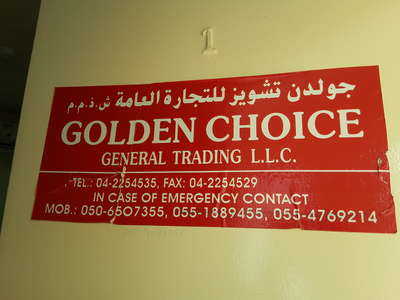 1
جولدن تشويز للتجارة العامة ش.ذ.م.م
GOLDEN CHOICE
GENERAL TRADING L.L.C.
TEL.: 04-2254535, FAX: 04-2254529
IN CASE OF EMERGENCY CONTACT
MOB.: 050-6507355, 055-1889455, 055-4769214